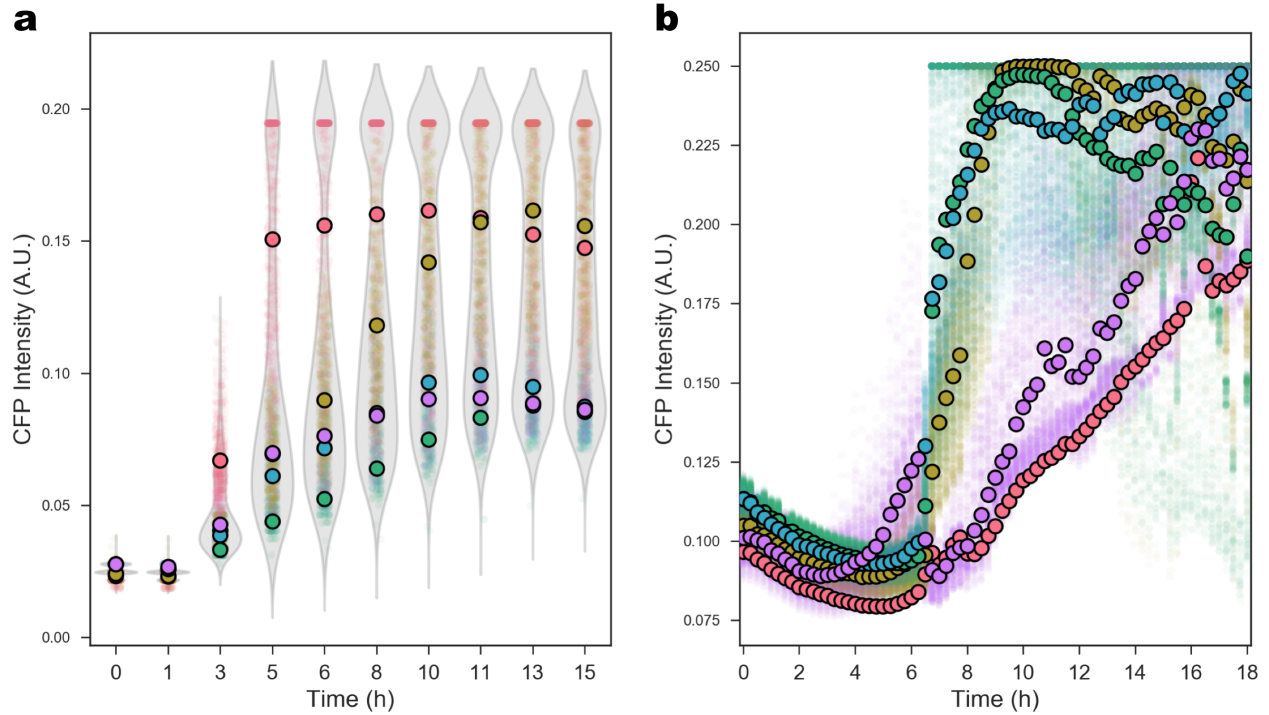 a
CFP Intensity (A.U.)
0.20
0.15
0.10
0.05
0.00
0 1 3 5 6 8 10 11 13 15
Time (h)
b
CFP Intensity (A.U.)
0.250
0.225
0.200
0.175
0.150
0.125
0.100
0.075
0 2 4 6 8 10 12 14 16 18
Time (h)